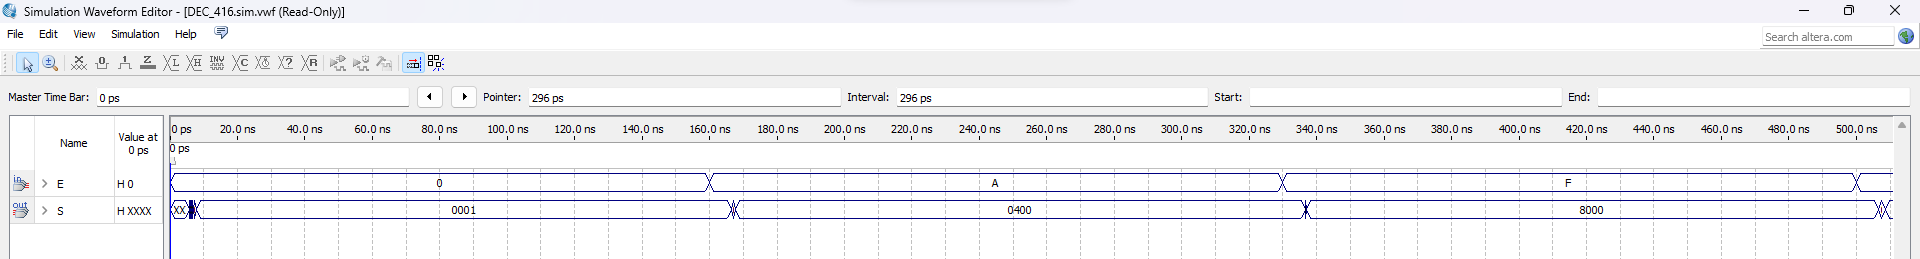 Simulation Waveform Editor - [DEC_416.sim.vwf (Read-Only)]
File Edit View Simulation Help
Search altera.com
Master Time Bar: 0 ps Pointer: 296 ps Interval: 296 ps Start: End:
Name Value at 0 ps
0 ps 20.0 ns 40.0 ns 60.0 ns 80.0 ns 100.0 ns 120.0 ns 140.0 ns 160.0 ns 180.0 ns 200.0 ns 220.0 ns 240.0 ns 260.0 ns 280.0 ns 300.0 ns 320.0 ns 340.0 ns 360.0 ns 380.0 ns 400.0 ns 420.0 ns 440.0 ns 460.0 ns 480.0 ns 500.0 ns
0 ps
in E H 0 0 A F
out S H XXXX XX 0001 0400 8000